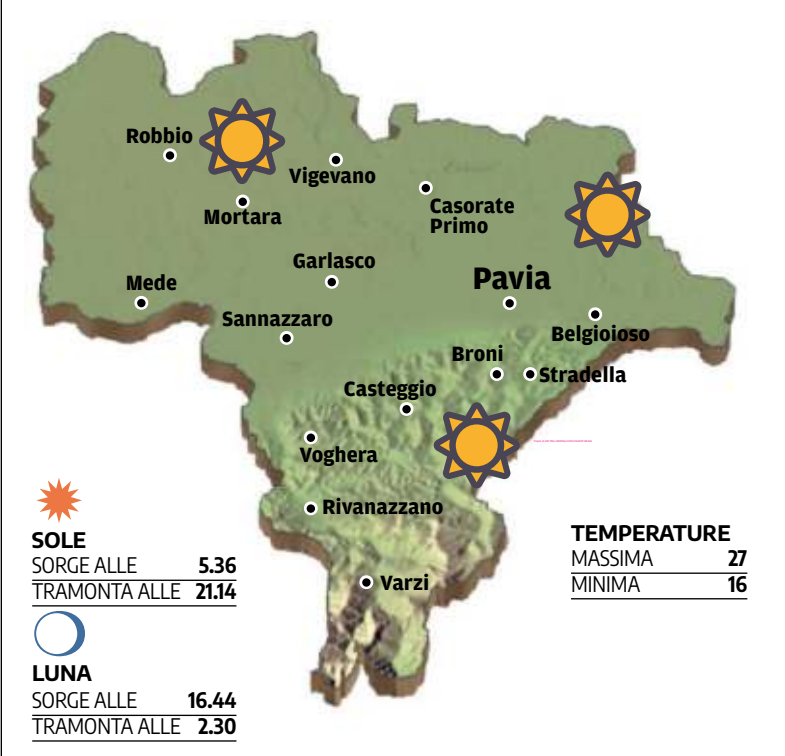 Robbio
Vigevano
Mortara
Casorate
Primo
Garlasco
Mede
Pavia
Sannazzaro
Belgioioso
Broni
Stradella
Casteggio
Voghera
Rivanazzano
Varzi
SOLE
SORGE ALLE 5.36
TRAMONTA ALLE 21.14
LUNA
SORGE ALLE 16.44
TRAMONTA ALLE 2.30
TEMPERATURE
MASSIMA 27
MINIMA 16